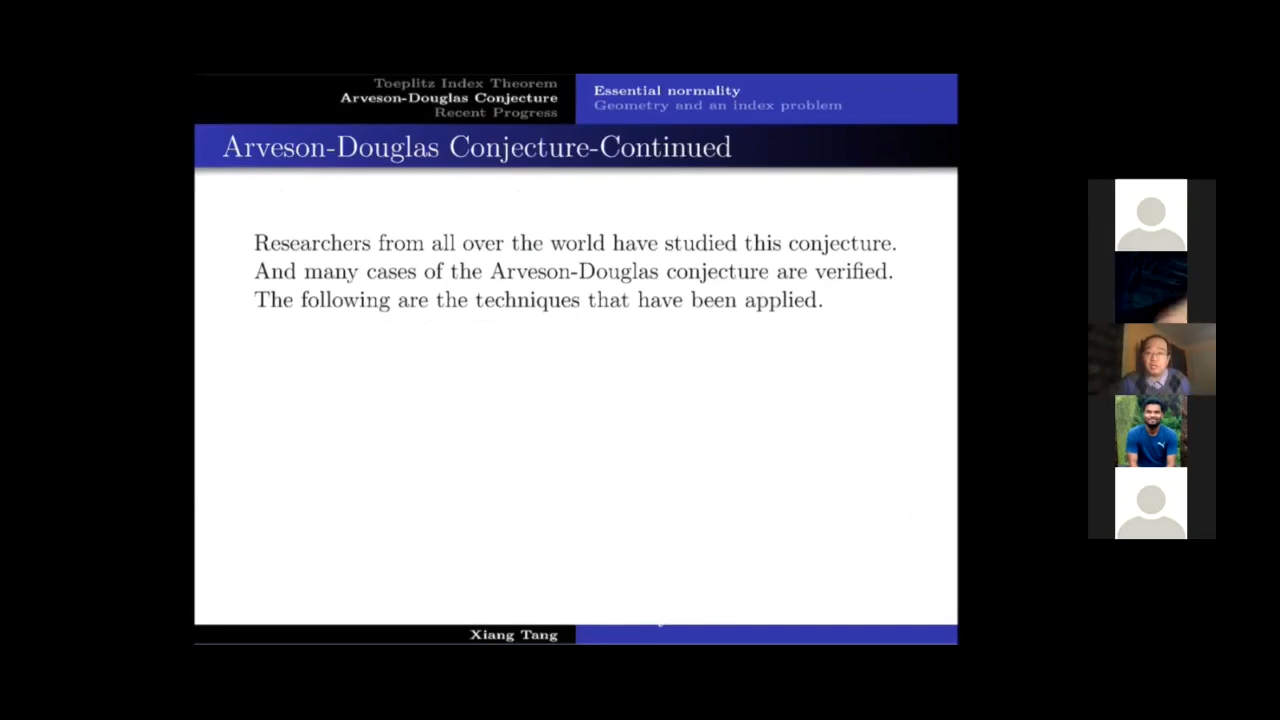 Toeplitz Index Theorem
Arveson-Douglas Conjecture
Recent Progress
Essential normality
Geometry and an index problem
Arveson-Douglas Conjecture-Continued
Researchers from all over the world have studied this conjecture.
And many cases of the Arveson-Douglas conjecture are verified.
The following are the techniques that have been applied.
Xiang Tang